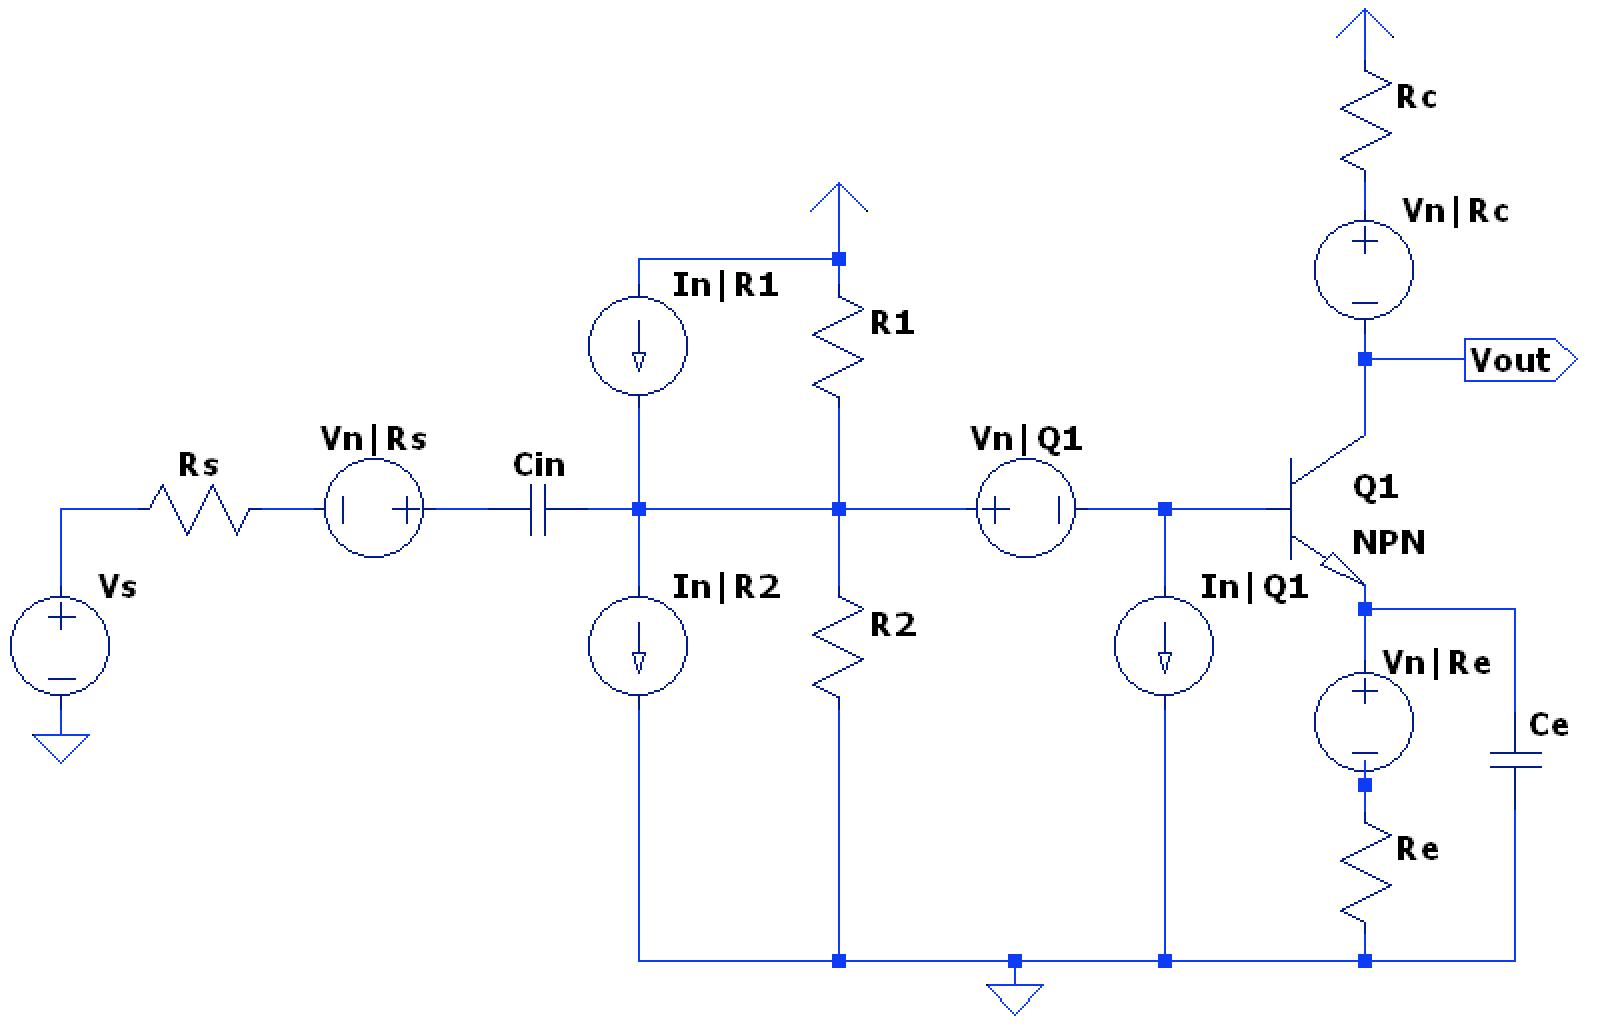 Rc
Vn|Rc
In|R1
R1
Vout
Vn|Rs
Vn|Q1
Rs
Cin
Q1
NPN
Vs
In|R2
In|Q1
R2
Vn|Re
Ce
Re